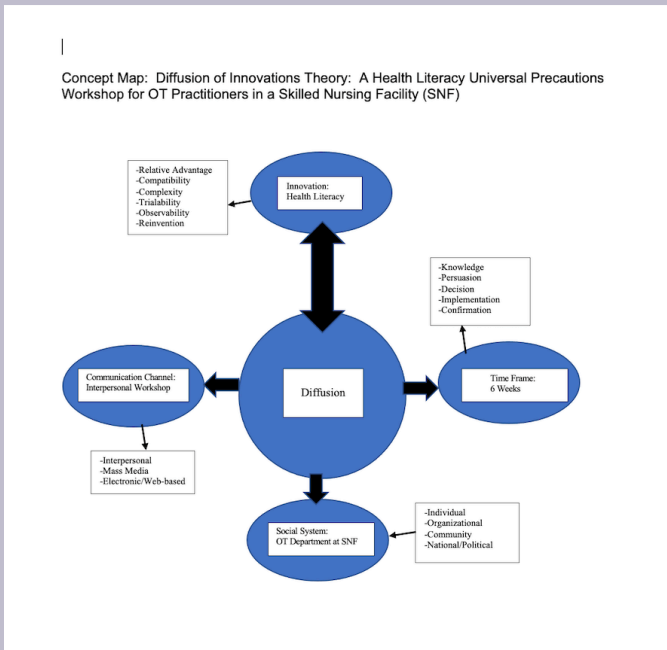 Concept Map:  Diffusion of Innovations Theory:  A Health Literacy Universal Precautions
Workshop for OT Practitioners in a Skilled Nursing Facility (SNF)
-Relative Advantage
-Compatibility
-Complexity
-Trialability
-Observability
-Reinvention
Innovation:
Health Literacy
-Knowledge
-Persuasion
-Decision
-Implementation
-Confirmation
Communication Channel:
Interpersonal Workshop
Diffusion
Time Frame:
6 Weeks
-Interpersonal
-Mass Media
-Electronic/Web-based
Social System:
OT Department at SNF
-Individual
-Organizational
-Community
-National/Political